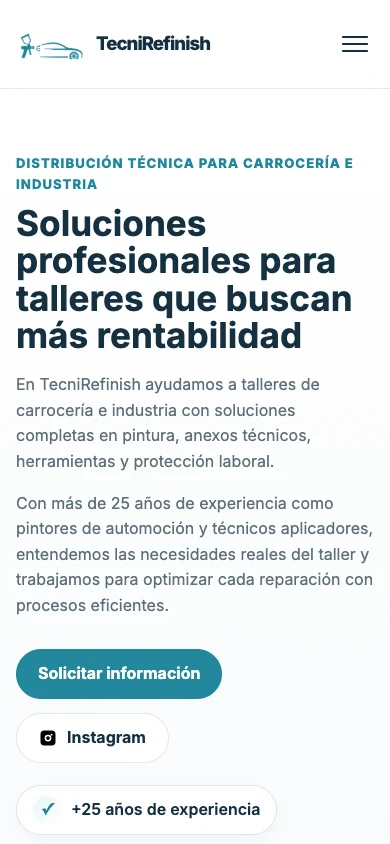 TecniRefinish
DISTRIBUCIÓN TÉCNICA PARA CARROCERÍA E
INDUSTRIA
Soluciones
profesionales para
talleres que buscan
más rentabilidad
En TecniRefinish ayudamos a talleres de
carrocería e industria con soluciones
completas en pintura, anexos técnicos,
herramientas y protección laboral.
Con más de 25 años de experiencia como
pintores de automoción y técnicos aplicadores,
entendemos las necesidades reales del taller y
trabajamos para optimizar cada reparación con
procesos eficientes.
Solicitar información
Instagram
✓ +25 años de experiencia